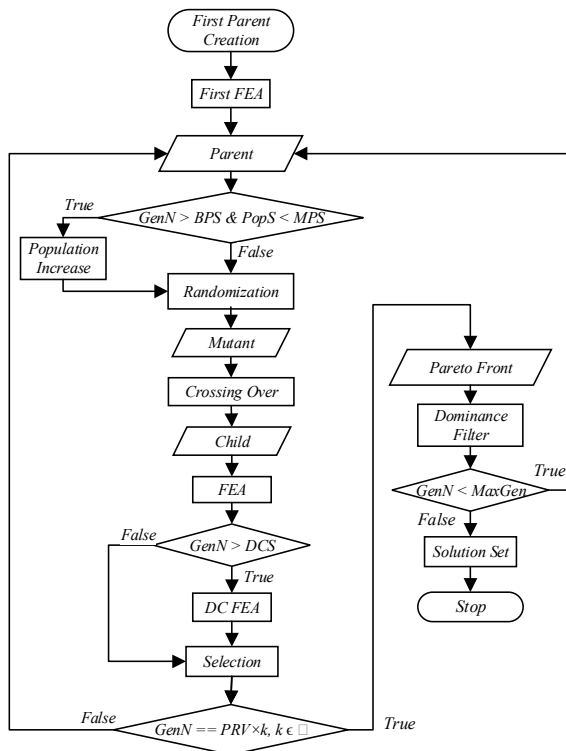 First Parent
Creation
First FEA
Parent
True
GenN > BPS & PopS < MPS
Population
Increase
False
Randomization
Mutant
Crossing Over
Child
FEA
False
GenN > DCS
True
DC FEA
Selection
False
GenN == PRV×k, k ϵ □
True
Pareto Front
Dominance
Filter
True
GenN < MaxGen
False
Solution Set
Stop